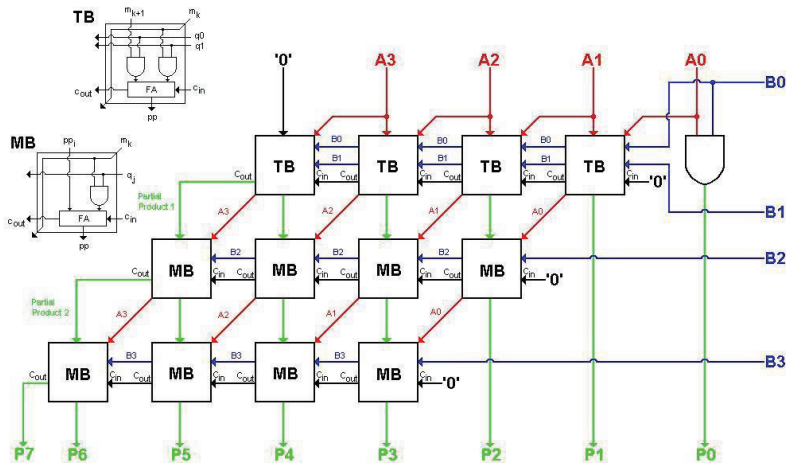 TB
m k+1
m k
q0
q1
c out
FA
c in
pp
MB
pp i
m k
q j
c out
FA
c in
pp
'0' A3 A2 A1 A0
B0
B0 B0 B0
TB TB TB TB
B1 B1 B1
C out C in C out C in C out C in C out C in '0'
Partial
Product 1
B1
A3 A2 A1 A0
B2 B2 B2 B2
MB MB MB MB
C out C in C out C in C out C in C out C in '0'
Partial
Product 2
A3 A2 A1 A0
B3 B3 B3 B3
MB MB MB MB
C out C in C out C in C out C in C out C in '0'
P7 P6 P5 P4 P3 P2 P1 P0